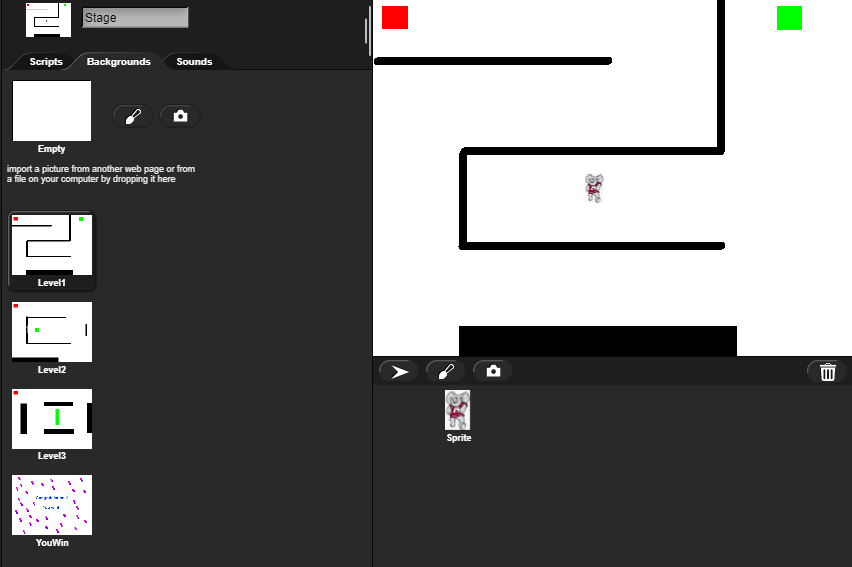 Stage
Scripts
Backgrounds
Sounds
Empty
import a picture from another web page or from
a file on your computer by dropping it here
Level1
Level2
Level3
YouWin
Sprite